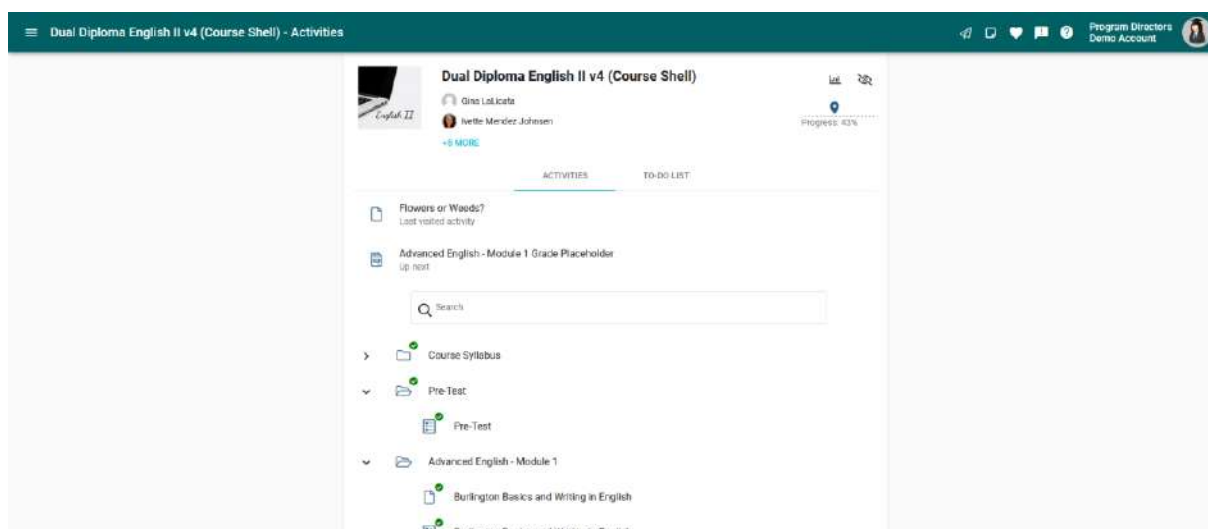 Dual Diploma English II v4 (Course Shell) - Activities
Program Directors
Demo Account
English II
Dual Diploma English II v4 (Course Shell)
Gina LaLicata
Ivette Mendez Johnsen
+8 MORE
Progress: 43%
ACTIVITIES
TO-DO LIST
Flowers or Weeds?
Last visited activity
Advanced English - Module 1 Grade Placeholder
Up next
Search
Course Syllabus
Pre-Test
Pre-Test
Advanced English - Module 1
Burlington Basics and Writing in English